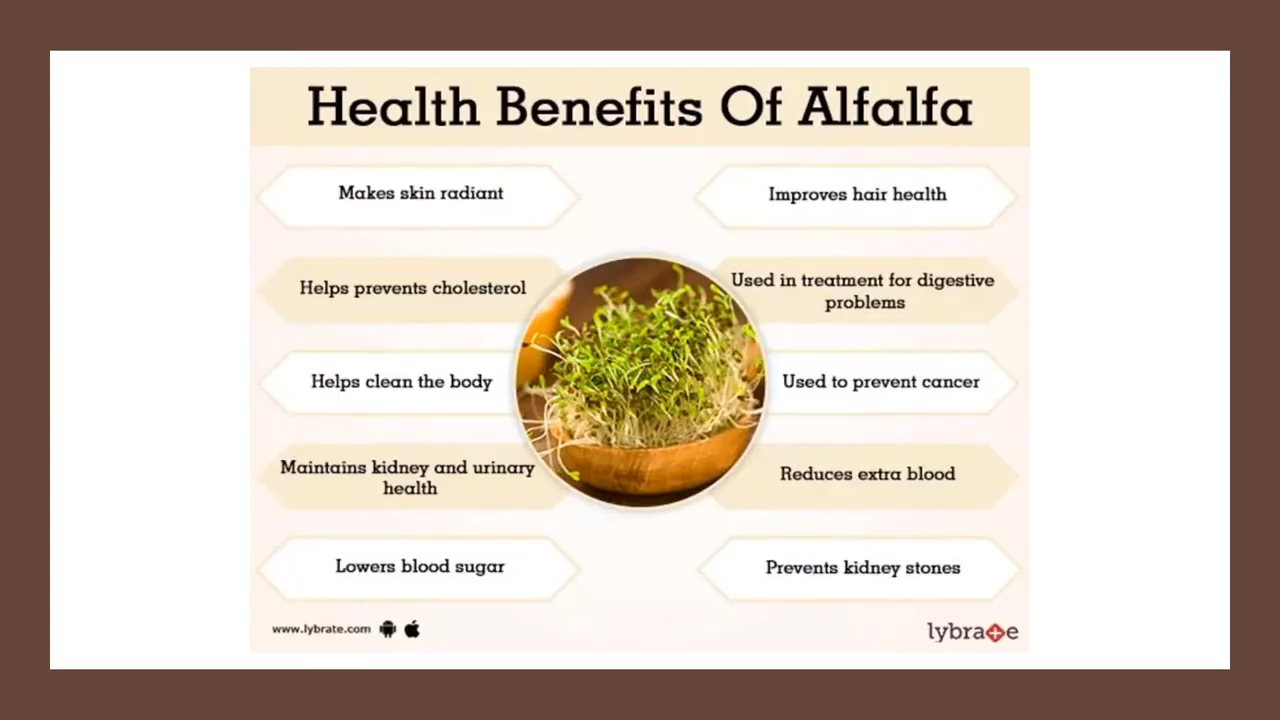 Health Benefits Of Alfalfa
Makes skin radiant
Improves hair health
Helps prevents cholesterol
Used in treatment for digestive
problems
Helps clean the body
Used to prevent cancer
Maintains kidney and urinary
health
Reduces extra blood
Lowers blood sugar
Prevents kidney stones
www.lybrate.com
lybrate